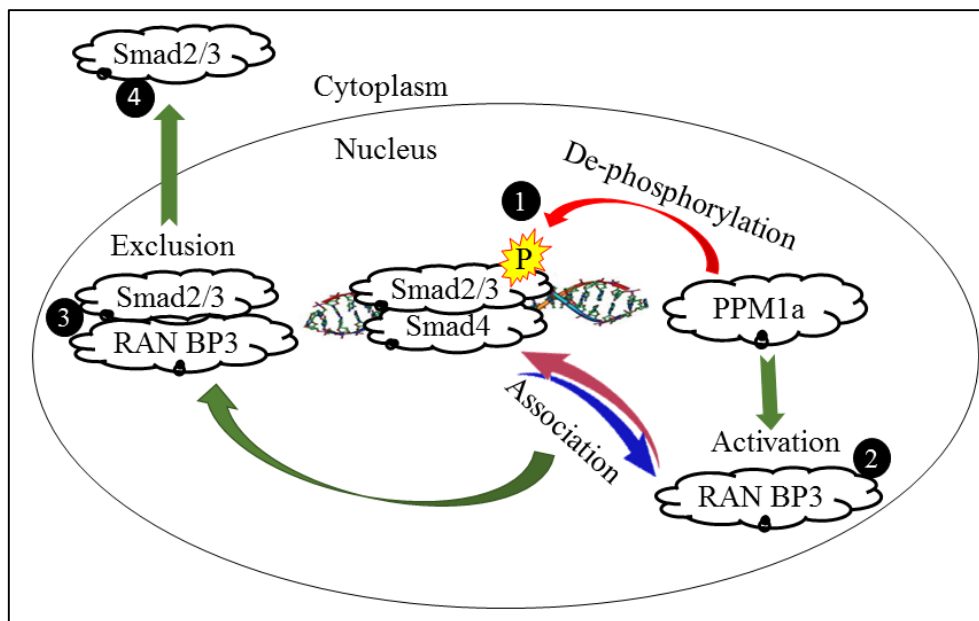 Smad2/3
4
Cytoplasm
Nucleus
De-phosphorylation
1
P
Exclusion
Smad2/3
Smad2/3
PPM1a
3
RAN BP3
Smad4
Association
Activation
2
RAN BP3